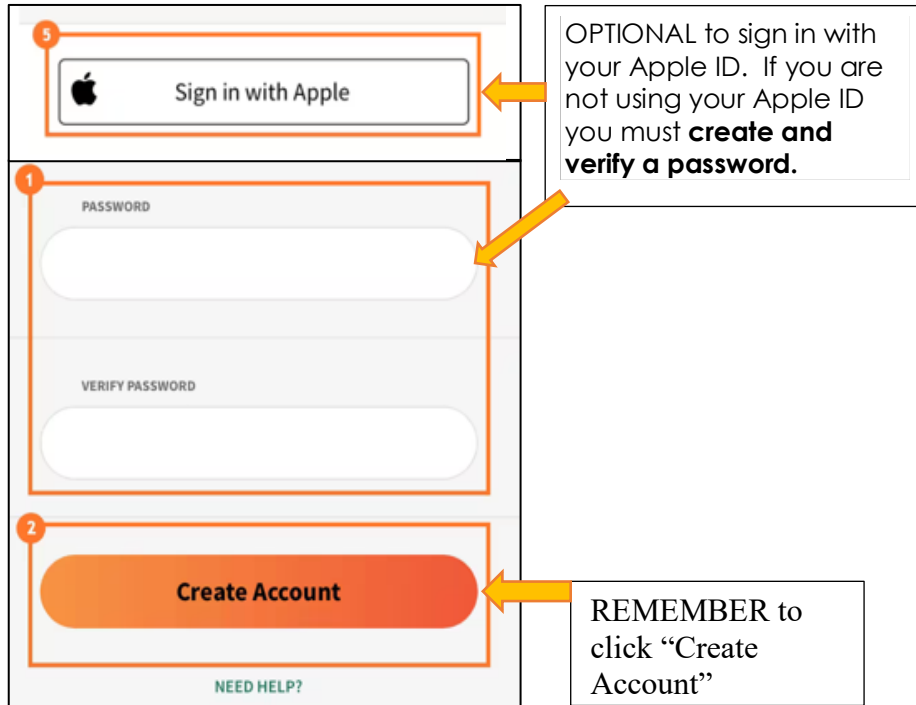 5
Sign in with Apple
OPTIONAL to sign in with
your Apple ID.  If you are
not using your Apple ID
you must create and
verify a password.
1
PASSWORD
VERIFY PASSWORD
2
Create Account
REMEMBER to
click “Create
Account”
NEED HELP?